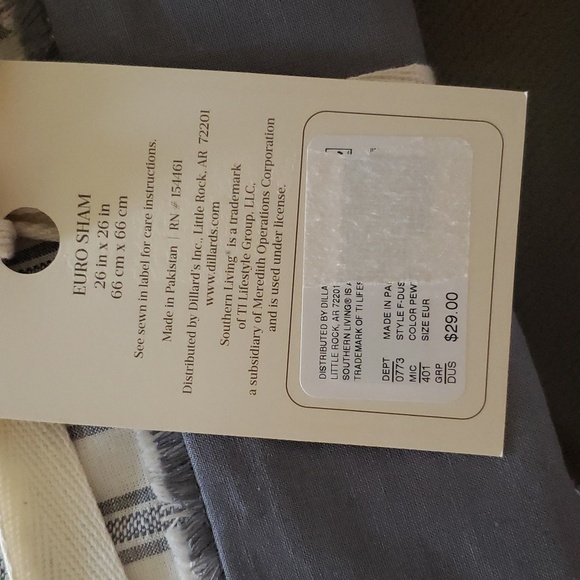 EURO SHAM
26 in x 26 in
66 cm x 66 cm
See sewn in label for care instructions.
Made in Pakistan | RN # 154461
Distributed by Dillard's Inc., Little Rock, AR 72201
www.dillards.com
Southern Living® is a trademark
of TI Lifestyle Group, LLC,
a subsidiary of Meredith Operations Corporation
and is used under license.
DISTRIBUTED BY DILLA
LITTLE ROCK, AR 72201
SOUTHERN LIVING® IS A
TRADEMARK OF TI LIFE
DEPT MADE IN PA
0773 STYLE F-DUS
MIC COLOR PEW
401 SIZE EUR
GRP
DUS $29.00